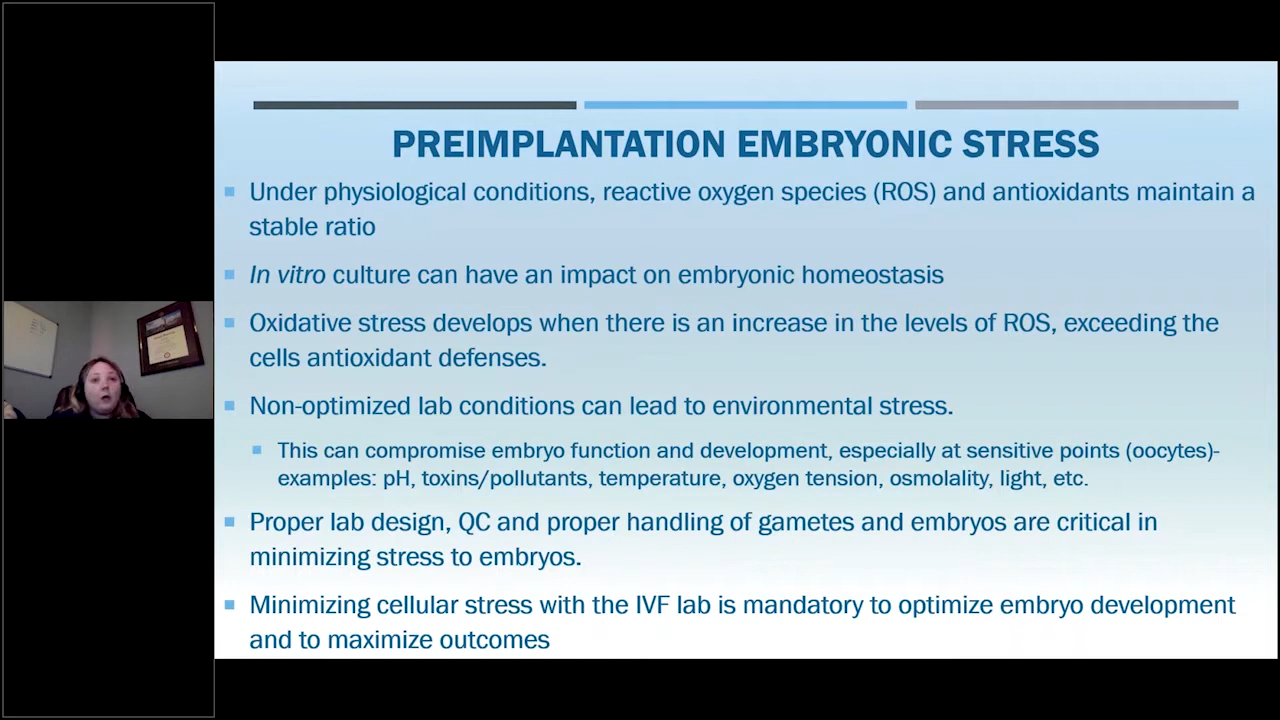 PREIMPLANTATION EMBRYONIC STRESS
Under physiological conditions, reactive oxygen species (ROS) and antioxidants maintain a
stable ratio
In vitro culture can have an impact on embryonic homeostasis
Oxidative stress develops when there is an increase in the levels of ROS, exceeding the
cells antioxidant defenses.
Non-optimized lab conditions can lead to environmental stress.
This can compromise embryo function and development, especially at sensitive points (oocytes)-
examples: pH, toxins/pollutants, temperature, oxygen tension, osmolality, light, etc.
Proper lab design, QC and proper handling of gametes and embryos are critical in
minimizing stress to embryos.
Minimizing cellular stress with the IVF lab is mandatory to optimize embryo development
and to maximize outcomes